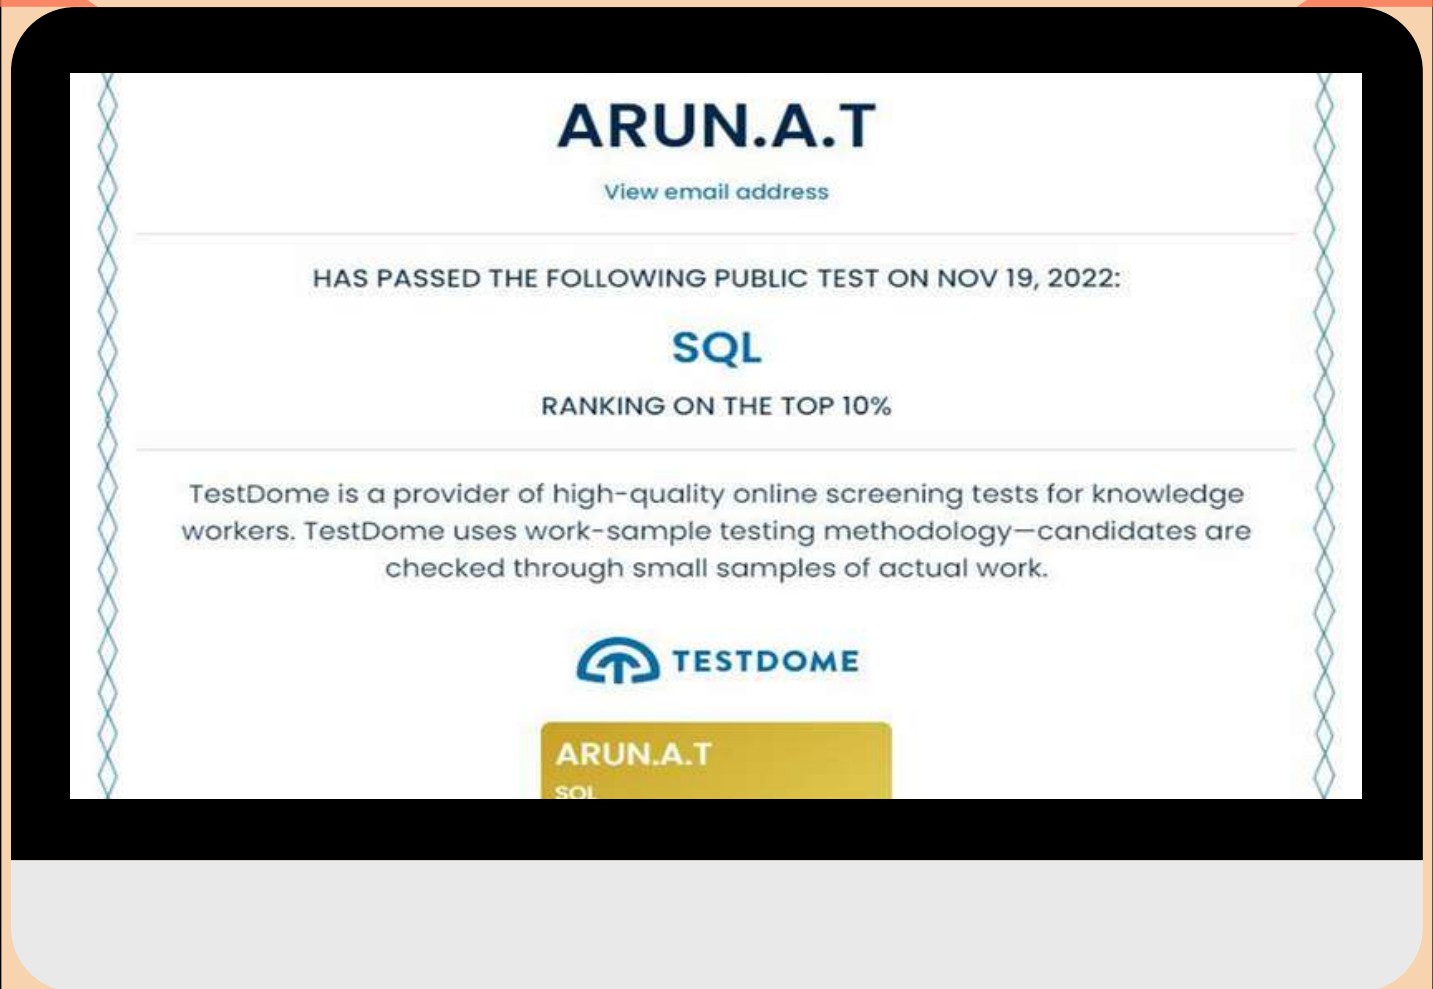 ARUN.A.T
View email address
HAS PASSED THE FOLLOWING PUBLIC TEST ON NOV 19, 2022:
SQL
RANKING ON THE TOP 10%
TestDome is a provider of high-quality online screening tests for knowledge
workers. TestDome uses work-sample testing methodology—candidates are
checked through small samples of actual work.
TESTDOME
ARUN.A.T
SQL